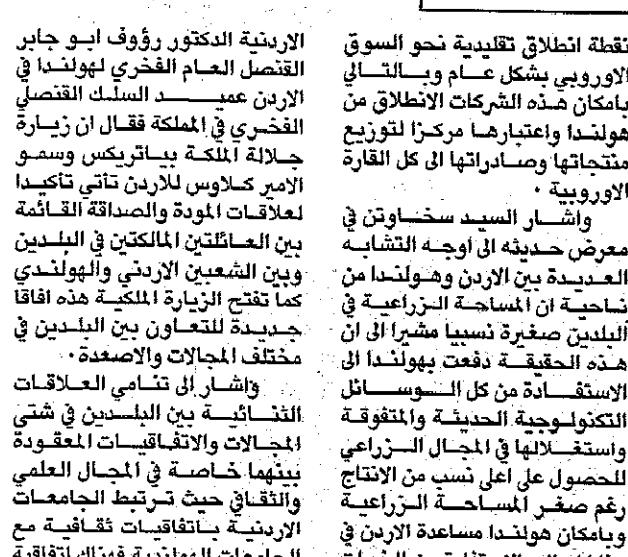 نقطة انطلاق تقليدية نحو السوق
الاوروبي بشكل عام وبالتالي
بامكان هذه الشركات الانطلاق من
هولندا واعتبارها مركزا لتوزيع
منتجاتها وصادراتها الى كل القارة
الاوروبية ٠
واشار السيد سخاوتن في
معرض حديثه الى اوجه التشابه
العديدة بين الاردن وهولندا من
ناحية ان المساحة الزراعية في
البلدين صغيرة نسبيا مشيرا الى ان
هذه الحقيقة دفعت بهولندا الى
الاستفادة من كل الوسائل
التكنولوجية الحديثة والمتفوقة
واستغلالها في المجال الزراعي
للحصول على اعلى نسب من الانتاج
رغم صغر المساحة الزراعية
وبامكان هولندا مساعدة الاردن في
الاردنية الدكتور رؤوف ابو جابر
القنصل العام الفخري لهولندا في
الاردن عميد السلك القنصلي
الفخري في المملكة فقال ان زيارة
جلالة الملكة بياتريكس وسمو
الامير كلاوس للاردن تأتي تأكيدا
لعلاقات المودة والصداقة القائمة
بين العائلتين المالكتين في البلدين
وبين الشعبين الاردني والهولندي
كما تفتح الزيارة الملكية هذه افاقا
جديدة للتعاون بين البلدين في
مختلف المجالات والاصعدة ٠
واشار الى تنامي العلاقات
الثنائية بين البلدين في شتى
المجالات والاتفاقيات المعقودة
بينهما خاصة في المجال العلمي
والثقافي حيث ترتبط الجامعات
الاردنية باتفاقيات ثقافية مع
الجامعات الهولندية فهناك اتفاقية